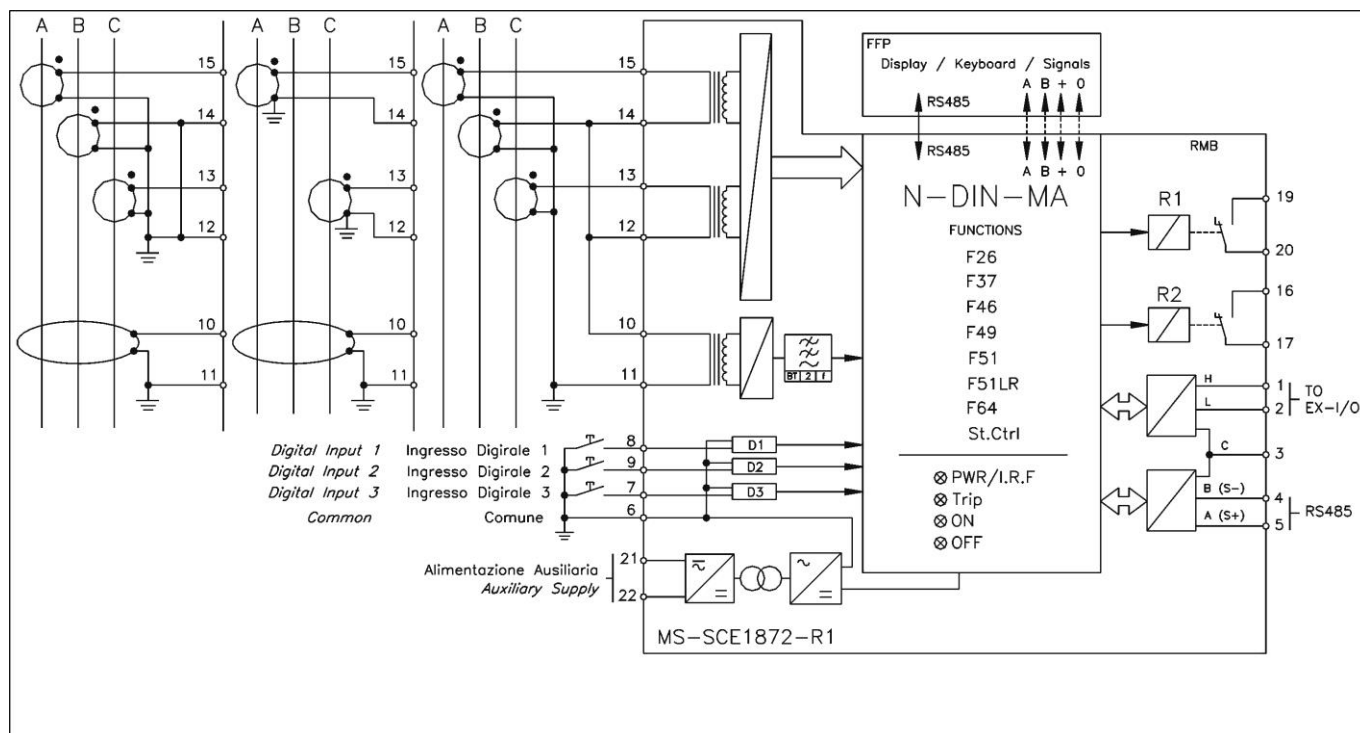 A B C A B C A B C
FFP
Display / Keyboard / Signals
A B + 0
RS485
RS485
A B + 0
RMB
15 15 15
14 14 14
13 13 13
12 12 12
10 10 10
11 11 11
N-DIN-MA
FUNCTIONS
F26
F37
F46
F49
F51
F51LR
F64
St.Ctrl
R1
19
20
R2
16
17
BT 2 f
H 1
L 2
TO
EX-I/O
C 3
B (S-) 4
A (S+) 5
RS485
Digital Input 1 Ingresso Digirale 1 8 D1
Digital Input 2 Ingresso Digirale 2 9 D2
Digital Input 3 Ingresso Digirale 3 7 D3
Common Comune 6
PWR/I.R.F
Trip
ON
OFF
Alimentazione Ausiliaria 21
Auxiliary Supply 22
MS-SCE1872-R1